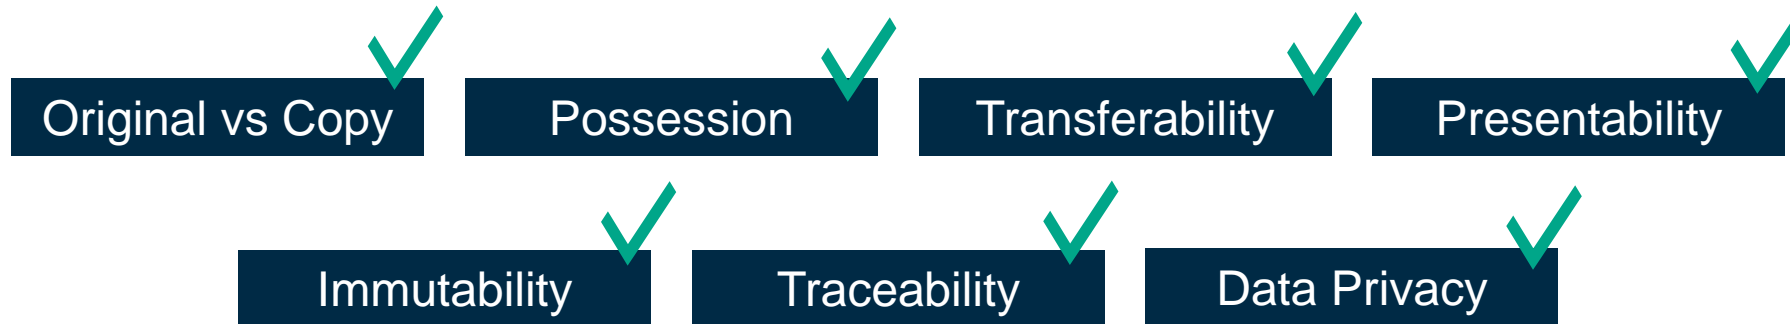 Original vs Copy
Possession
Transferability
Presentability
Immutability
Traceability
Data Privacy